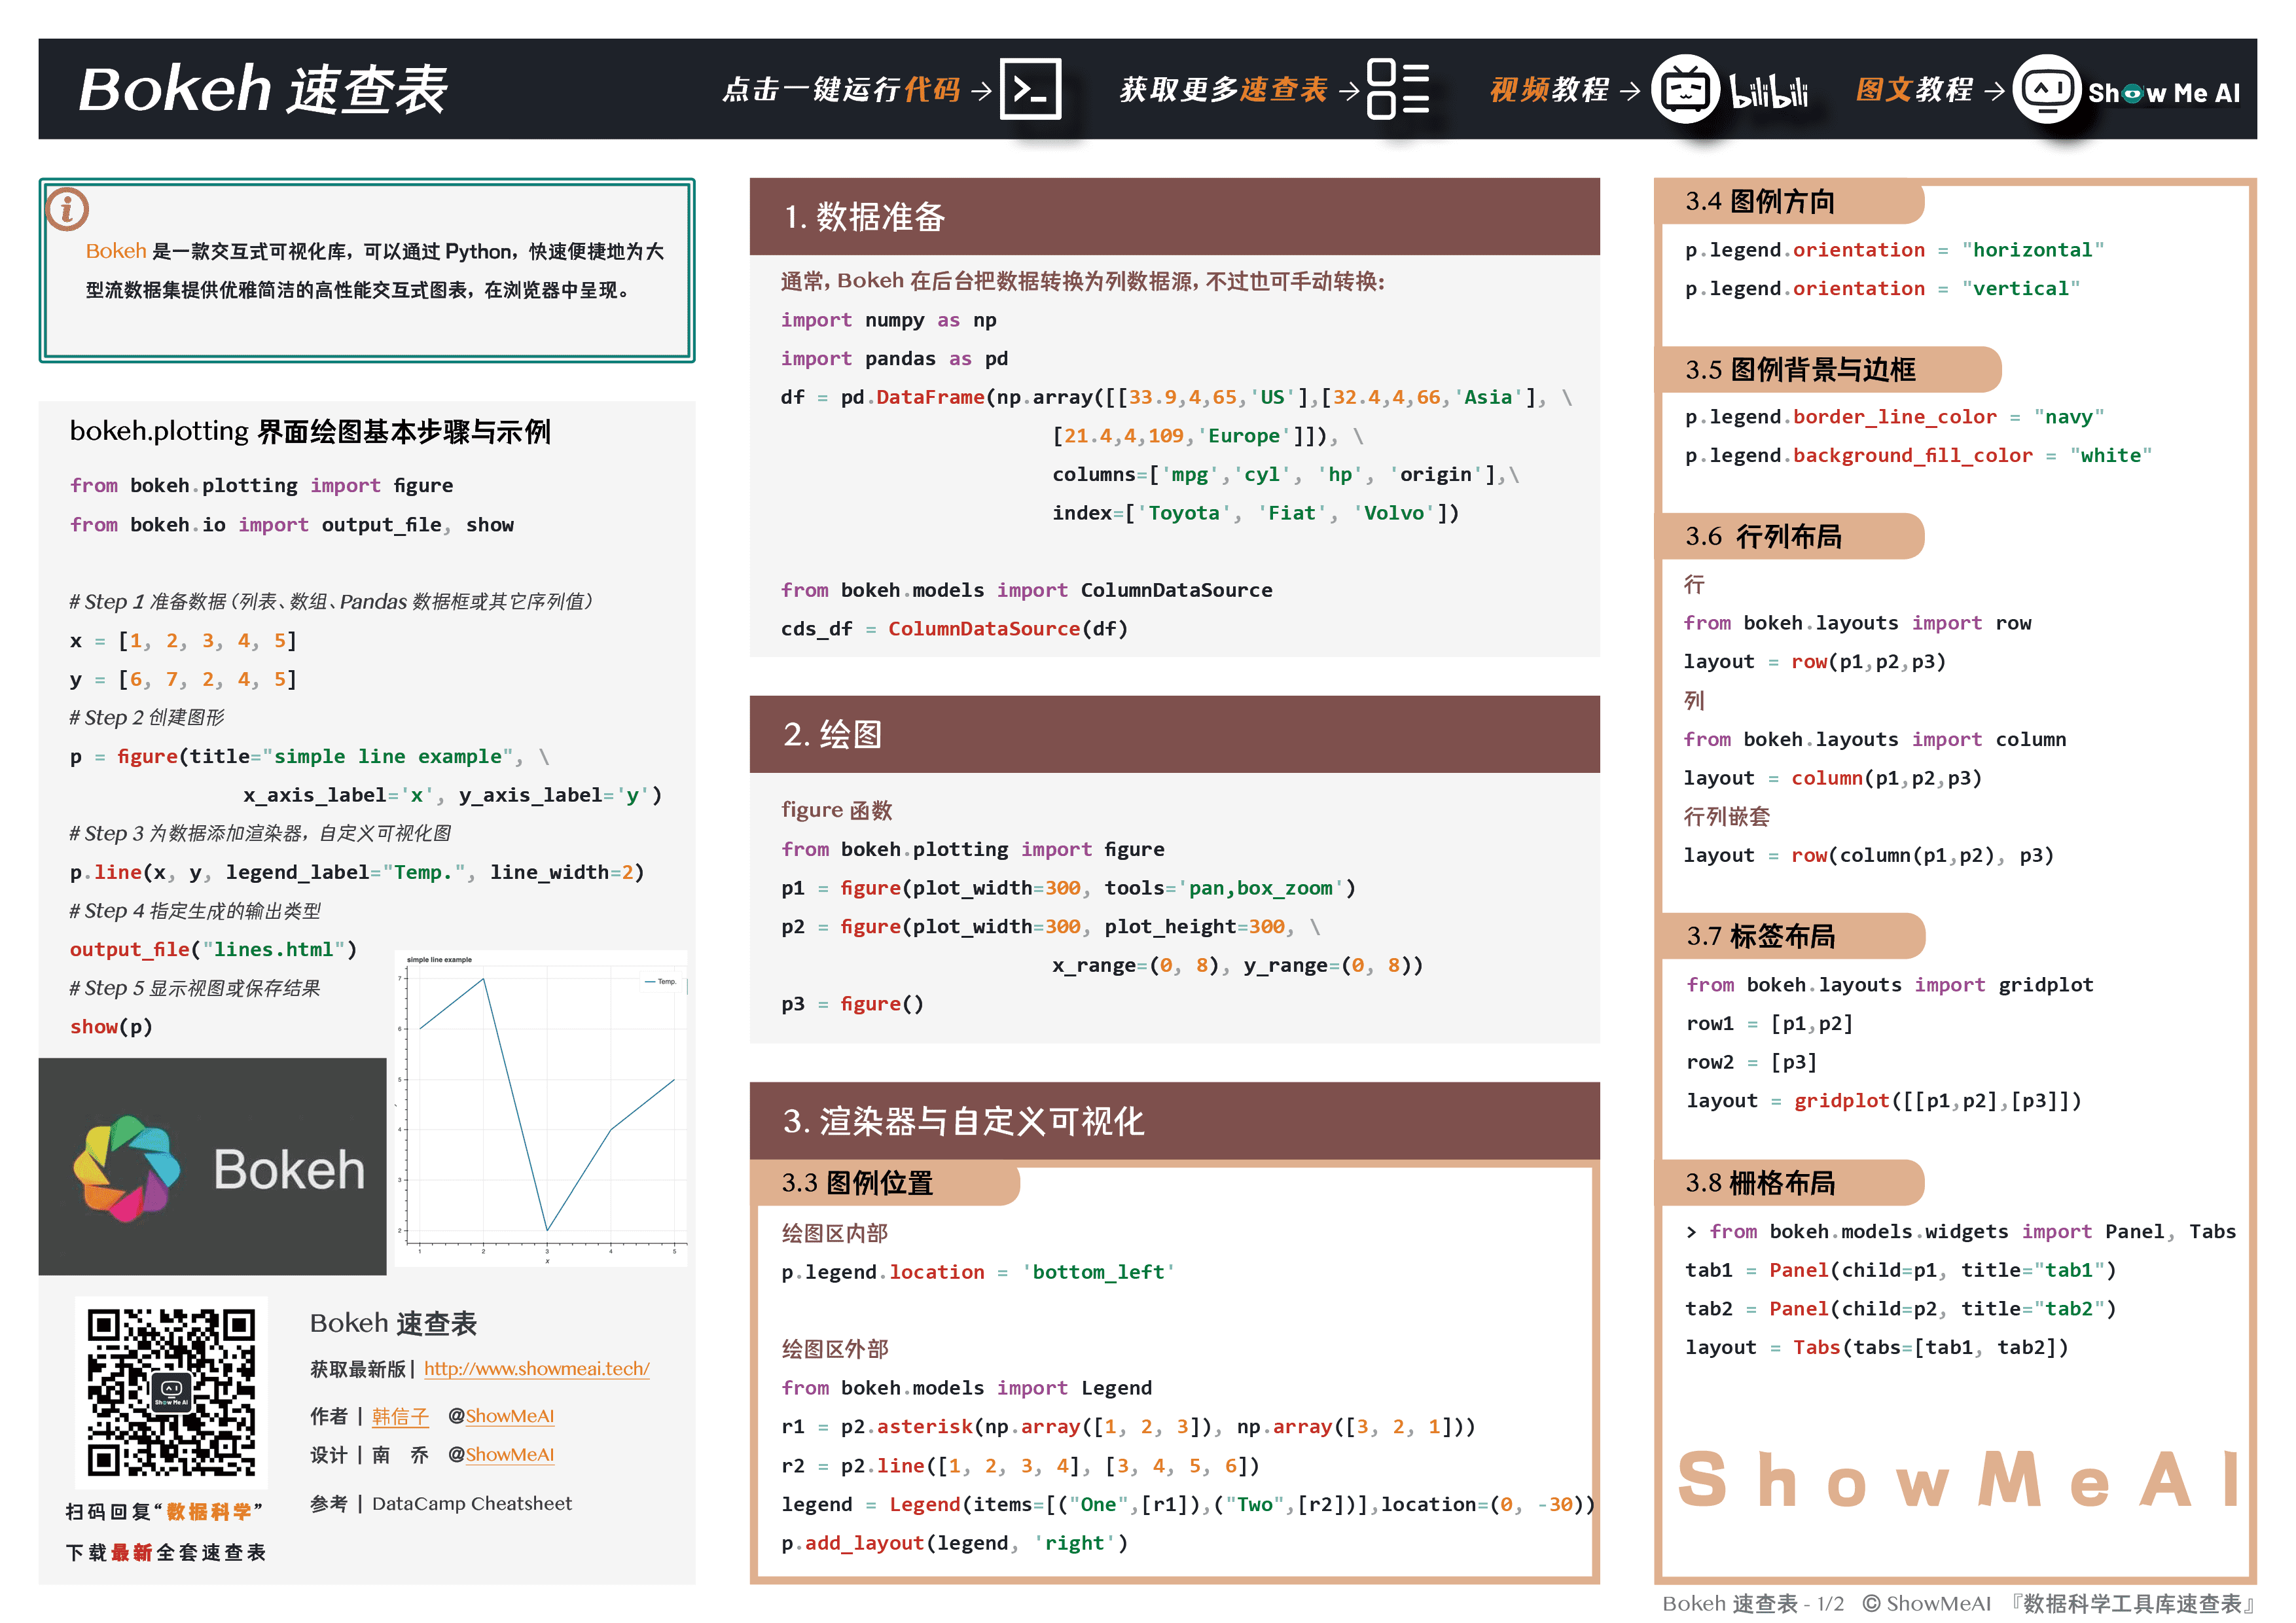 Bokeh 速查表
点击一键运行代码 →
获取更多速查表 →
视频教程 → bilibili
图文教程 → Show Me AI
Bokeh 是一款交互式可视化库，可以通过 Python，快速便捷地为大
型流数据集提供优雅简洁的高性能交互式图表，在浏览器中呈现。
bokeh.plotting 界面绘图基本步骤与示例
from bokeh.plotting import figure
from bokeh.io import output_file, show
# Step 1 准备数据（列表、数组、Pandas 数据框或其它序列值）
x = [1, 2, 3, 4, 5]
y = [6, 7, 2, 4, 5]
# Step 2 创建图形
p = figure(title="simple line example", \
x_axis_label='x', y_axis_label='y')
# Step 3 为数据添加渲染器，自定义可视化图
p.line(x, y, legend_label="Temp.", line_width=2)
# Step 4 指定生成的输出类型
output_file("lines.html")
# Step 5 显示视图或保存结果
show(p)
simple line example
Temp.
7
6
5
4
3
2
1 2 3 4 5
x
Bokeh
Show Me AI
扫码回复“数据科学”
下载最新全套速查表
Bokeh 速查表
获取最新版 | http://www.showmeai.tech/
作者 | 韩信子 @ShowMeAI
设计 | 南 乔 @ShowMeAI
参考 | DataCamp Cheatsheet
1. 数据准备
通常, Bokeh 在后台把数据转换为列数据源, 不过也可手动转换:
import numpy as np
import pandas as pd
df = pd.DataFrame(np.array([[33.9,4,65,'US'],[32.4,4,66,'Asia'], \
[21.4,4,109,'Europe']]), \
columns=['mpg','cyl', 'hp', 'origin'],\
index=['Toyota', 'Fiat', 'Volvo'])
from bokeh.models import ColumnDataSource
cds_df = ColumnDataSource(df)
2. 绘图
figure 函数
from bokeh.plotting import figure
p1 = figure(plot_width=300, tools='pan,box_zoom')
p2 = figure(plot_width=300, plot_height=300, \
x_range=(0, 8), y_range=(0, 8))
p3 = figure()
3. 渲染器与自定义可视化
3.3 图例位置
绘图区内部
p.legend.location = 'bottom_left'
绘图区外部
from bokeh.models import Legend
r1 = p2.asterisk(np.array([1, 2, 3]), np.array([3, 2, 1]))
r2 = p2.line([1, 2, 3, 4], [3, 4, 5, 6])
legend = Legend(items=[("One",[r1]),("Two",[r2])],location=(0, -30))
p.add_layout(legend, 'right')
3.4 图例方向
p.legend.orientation = "horizontal"
p.legend.orientation = "vertical"
3.5 图例背景与边框
p.legend.border_line_color = "navy"
p.legend.background_fill_color = "white"
3.6 行列布局
行
from bokeh.layouts import row
layout = row(p1,p2,p3)
列
from bokeh.layouts import column
layout = column(p1,p2,p3)
行列嵌套
layout = row(column(p1,p2), p3)
3.7 标签布局
from bokeh.layouts import gridplot
row1 = [p1,p2]
row2 = [p3]
layout = gridplot([[p1,p2],[p3]])
3.8 栅格布局
> from bokeh.models.widgets import Panel, Tabs
tab1 = Panel(child=p1, title="tab1")
tab2 = Panel(child=p2, title="tab2")
layout = Tabs(tabs=[tab1, tab2])
ShowMeAI
Bokeh 速查表 - 1/2 © ShowMeAI 『数据科学工具库速查表』